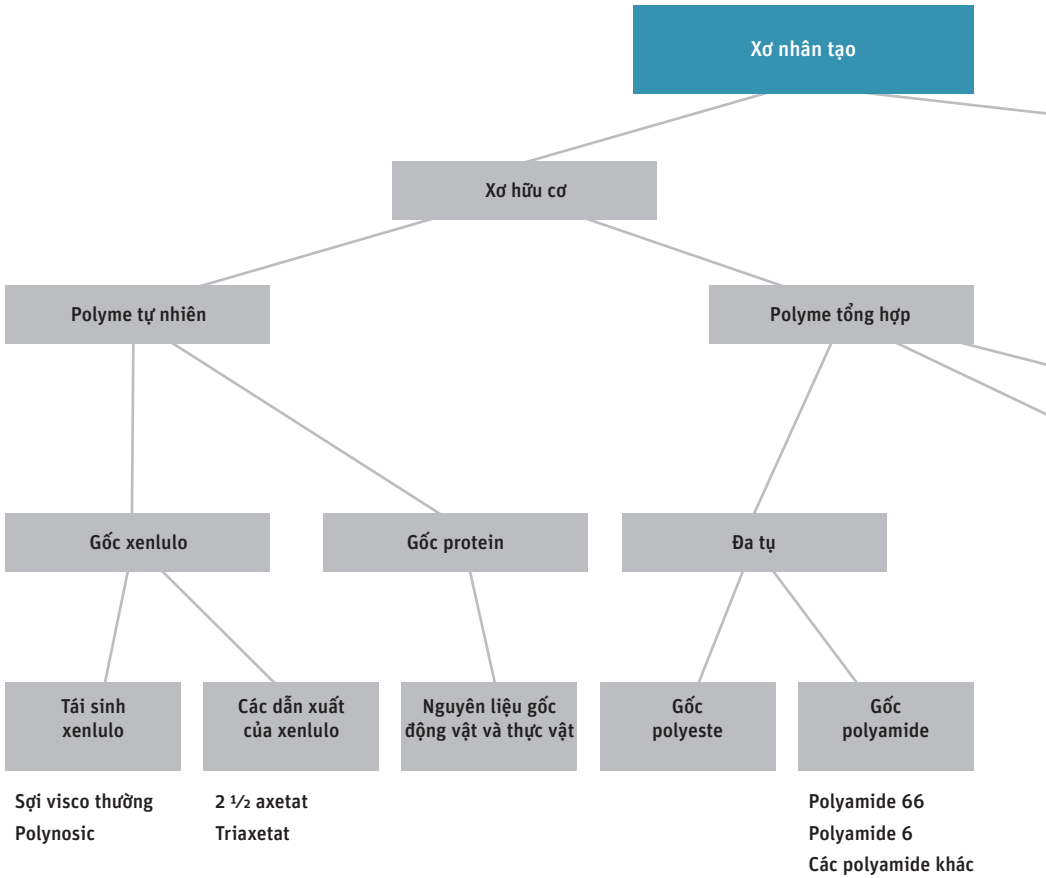 Xơ nhân tạo
Xơ hữu cơ
Polyme tự nhiên
Polyme tổng hợp
Gốc xenlulo
Gốc protein
Đa tụ
Tái sinh
xenlulo
Các dẫn xuất
của xenlulo
Nguyên liệu gốc
động vật và thực vật
Gốc
polyeste
Gốc
polyamide
Sợi visco thường
Polynosic
2 ½ axetat
Triaxetat
Polyamide 66
Polyamide 6
Các polyamide khác